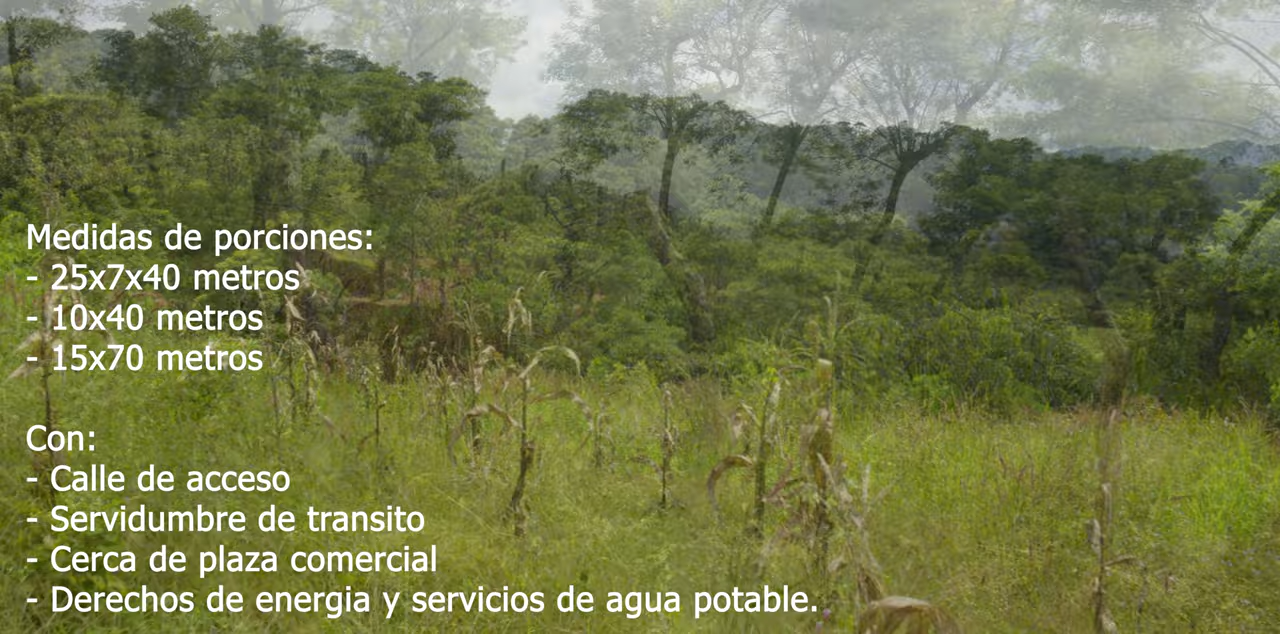 Medidas de porciones:
- 25x7x40 metros
- 10x40 metros
- 15x70 metros
Con:
- Calle de acceso
- Servidumbre de transito
- Cerca de plaza comercial
- Derechos de energia y servicios de agua potable.